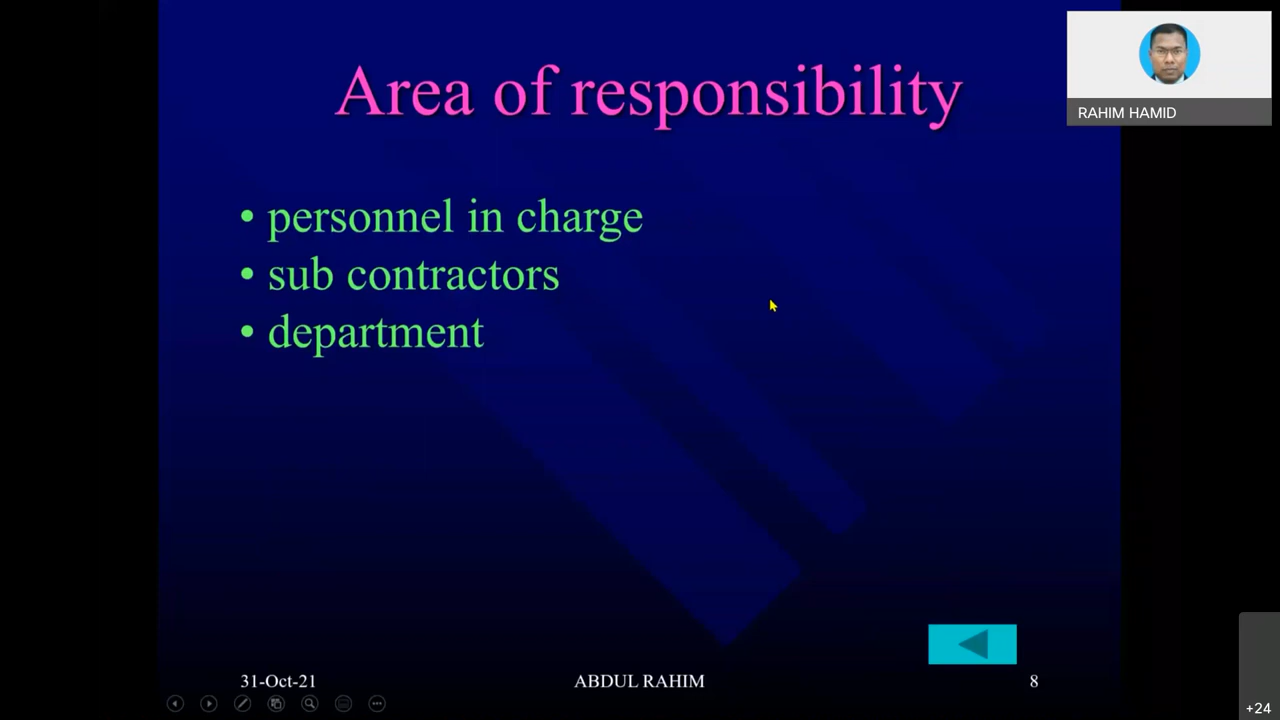 Area of responsibility
RAHIM HAMID
• personnel in charge
• sub contractors
• department
31-Oct-21
ABDUL RAHIM
8
+24